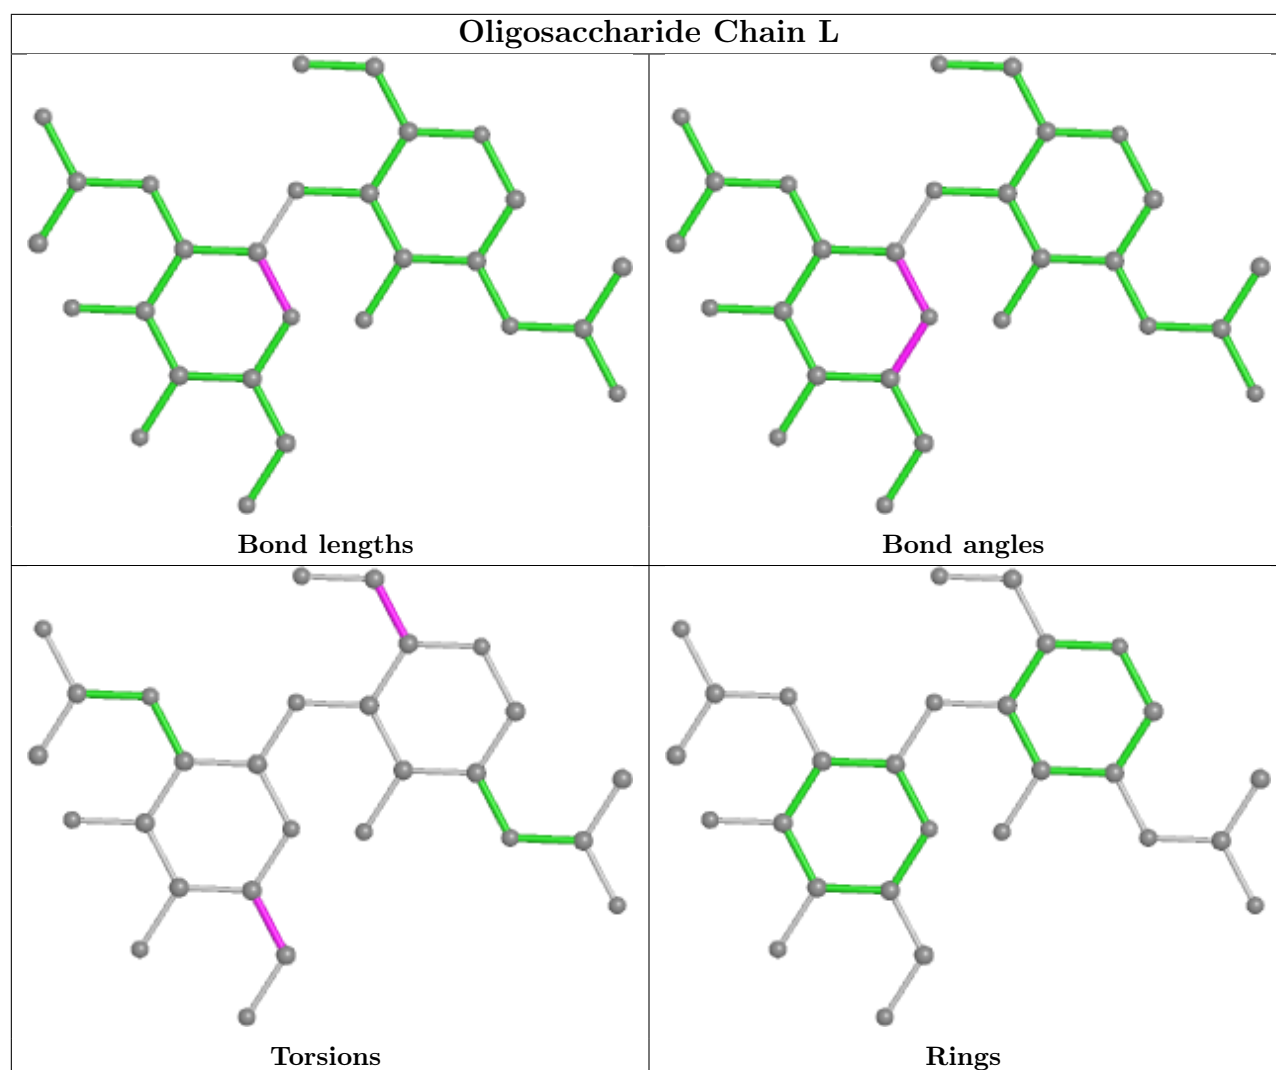 Oligosaccharide Chain L
Bond lengths
Bond angles
Torsions
Rings